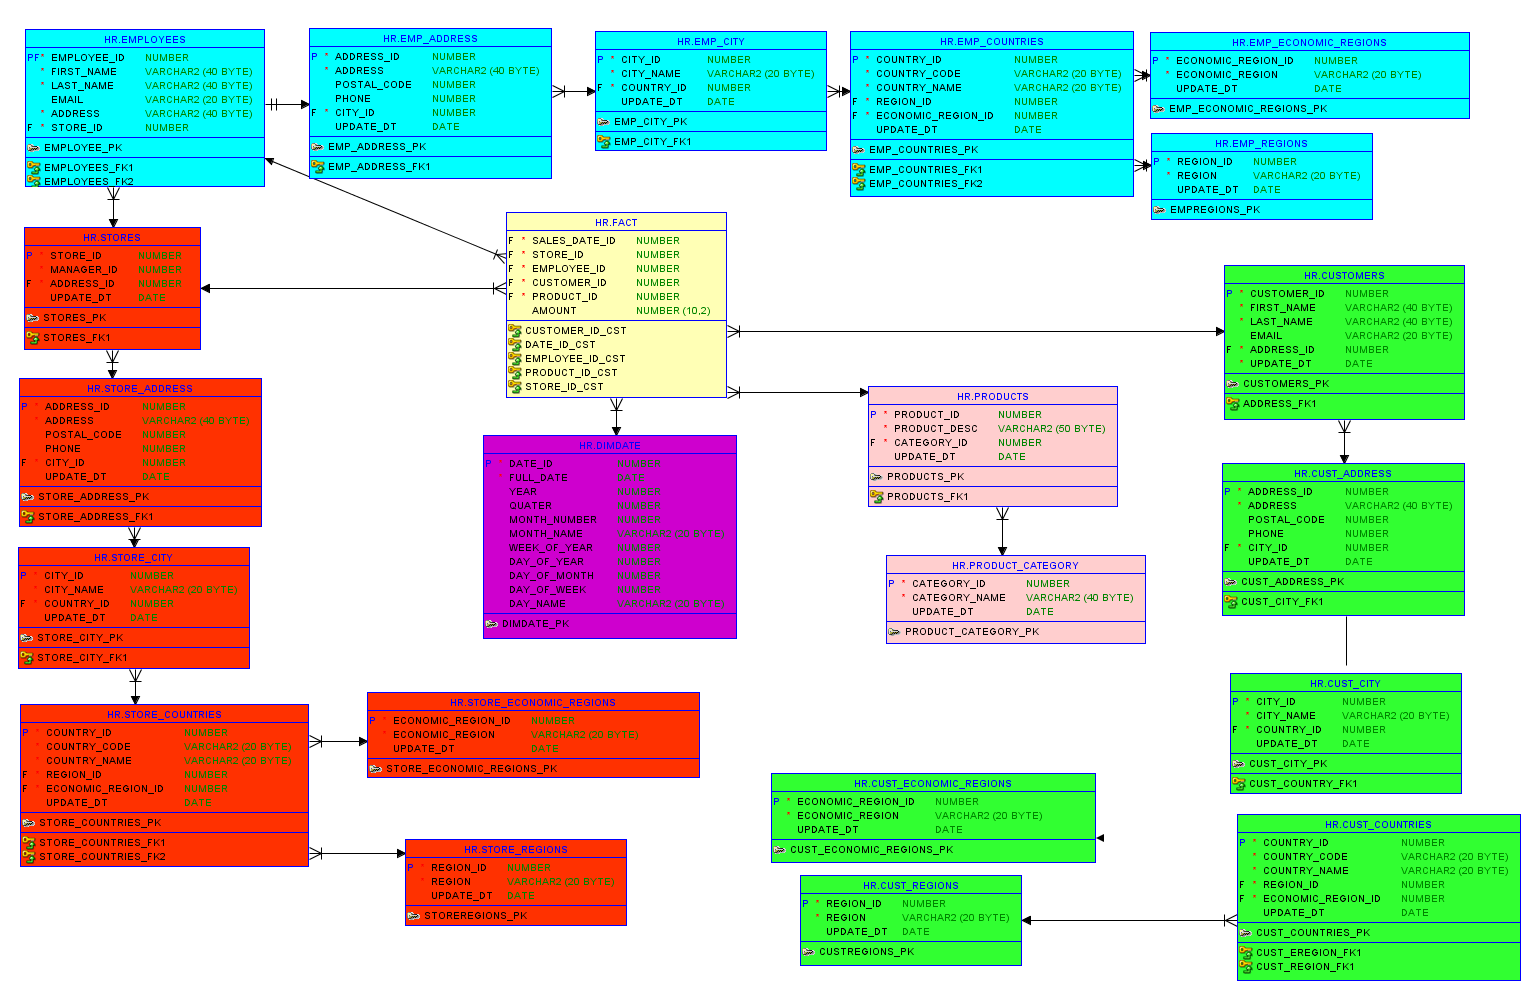 HR.EMPLOYEES
PF* EMPLOYEE_ID NUMBER
* FIRST_NAME VARCHAR2 (40 BYTE)
* LAST_NAME VARCHAR2 (40 BYTE)
EMAIL VARCHAR2 (20 BYTE)
* ADDRESS VARCHAR2 (40 BYTE)
F * STORE_ID NUMBER
EMPLOYEE_PK
EMPLOYEES_FK1
EMPLOYEES_FK2
HR.EMP_ADDRESS
P * ADDRESS_ID NUMBER
* ADDRESS VARCHAR2 (40 BYTE)
POSTAL_CODE NUMBER
PHONE NUMBER
F * CITY_ID NUMBER
UPDATE_DT DATE
EMP_ADDRESS_PK
EMP_ADDRESS_FK1
HR.EMP_CITY
P * CITY_ID NUMBER
* CITY_NAME VARCHAR2 (20 BYTE)
F * COUNTRY_ID NUMBER
UPDATE_DT DATE
EMP_CITY_PK
EMP_CITY_FK1
HR.EMP_COUNTRIES
P * COUNTRY_ID NUMBER
* COUNTRY_CODE VARCHAR2 (20 BYTE)
* COUNTRY_NAME VARCHAR2 (20 BYTE)
F * REGION_ID NUMBER
F * ECONOMIC_REGION_ID NUMBER
UPDATE_DT DATE
EMP_COUNTRIES_PK
EMP_COUNTRIES_FK1
EMP_COUNTRIES_FK2
HR.EMP_ECONOMIC_REGIONS
P * ECONOMIC_REGION_ID NUMBER
* ECONOMIC_REGION VARCHAR2 (20 BYTE)
UPDATE_DT DATE
EMP_ECONOMIC_REGIONS_PK
HR.EMP_REGIONS
P * REGION_ID NUMBER
* REGION VARCHAR2 (20 BYTE)
UPDATE_DT DATE
EMPREGIONS_PK
HR.STORES
P * STORE_ID NUMBER
* MANAGER_ID NUMBER
F * ADDRESS_ID NUMBER
UPDATE_DT DATE
STORES_PK
STORES_FK1
HR.FACT
F * SALES_DATE_ID NUMBER
F * STORE_ID NUMBER
F * EMPLOYEE_ID NUMBER
F * CUSTOMER_ID NUMBER
F * PRODUCT_ID NUMBER
AMOUNT NUMBER (10,2)
CUSTOMER_ID_CST
DATE_ID_CST
EMPLOYEE_ID_CST
PRODUCT_ID_CST
STORE_ID_CST
HR.CUSTOMERS
P * CUSTOMER_ID NUMBER
* FIRST_NAME VARCHAR2 (40 BYTE)
* LAST_NAME VARCHAR2 (40 BYTE)
EMAIL VARCHAR2 (20 BYTE)
F * ADDRESS_ID NUMBER
* UPDATE_DT DATE
CUSTOMERS_PK
ADDRESS_FK1
HR.STORE_ADDRESS
P * ADDRESS_ID NUMBER
* ADDRESS VARCHAR2 (40 BYTE)
POSTAL_CODE NUMBER
PHONE NUMBER
F * CITY_ID NUMBER
UPDATE_DT DATE
STORE_ADDRESS_PK
STORE_ADDRESS_FK1
HR.DIMDATE
P * DATE_ID NUMBER
* FULL_DATE DATE
YEAR NUMBER
QUATER NUMBER
MONTH_NUMBER NUMBER
MONTH_NAME VARCHAR2 (20 BYTE)
WEEK_OF_YEAR NUMBER
DAY_OF_YEAR NUMBER
DAY_OF_MONTH NUMBER
DAY_OF_WEEK NUMBER
DAY_NAME VARCHAR2 (20 BYTE)
DIMDATE_PK
HR.PRODUCTS
P * PRODUCT_ID NUMBER
* PRODUCT_DESC VARCHAR2 (50 BYTE)
F * CATEGORY_ID NUMBER
UPDATE_DT DATE
PRODUCTS_PK
PRODUCTS_FK1
HR.CUST_ADDRESS
P * ADDRESS_ID NUMBER
* ADDRESS VARCHAR2 (40 BYTE)
POSTAL_CODE NUMBER
PHONE NUMBER
F * CITY_ID NUMBER
UPDATE_DT DATE
CUST_ADDRESS_PK
CUST_CITY_FK1
HR.STORE_CITY
P * CITY_ID NUMBER
* CITY_NAME VARCHAR2 (20 BYTE)
F * COUNTRY_ID NUMBER
UPDATE_DT DATE
STORE_CITY_PK
STORE_CITY_FK1
HR.PRODUCT_CATEGORY
P * CATEGORY_ID NUMBER
* CATEGORY_NAME VARCHAR2 (40 BYTE)
UPDATE_DT DATE
PRODUCT_CATEGORY_PK
HR.CUST_CITY
P * CITY_ID NUMBER
* CITY_NAME VARCHAR2 (20 BYTE)
F * COUNTRY_ID NUMBER
UPDATE_DT DATE
CUST_CITY_PK
CUST_COUNTRY_FK1
HR.STORE_COUNTRIES
P * COUNTRY_ID NUMBER
* COUNTRY_CODE VARCHAR2 (20 BYTE)
* COUNTRY_NAME VARCHAR2 (20 BYTE)
F * REGION_ID NUMBER
F * ECONOMIC_REGION_ID NUMBER
UPDATE_DT DATE
STORE_COUNTRIES_PK
STORE_COUNTRIES_FK1
STORE_COUNTRIES_FK2
HR.STORE_ECONOMIC_REGIONS
P * ECONOMIC_REGION_ID NUMBER
* ECONOMIC_REGION VARCHAR2 (20 BYTE)
UPDATE_DT DATE
STORE_ECONOMIC_REGIONS_PK
HR.STORE_REGIONS
P * REGION_ID NUMBER
* REGION VARCHAR2 (20 BYTE)
UPDATE_DT DATE
STOREREGIONS_PK
HR.CUST_ECONOMIC_REGIONS
P * ECONOMIC_REGION_ID NUMBER
* ECONOMIC_REGION VARCHAR2 (20 BYTE)
UPDATE_DT DATE
CUST_ECONOMIC_REGIONS_PK
HR.CUST_REGIONS
P * REGION_ID NUMBER
* REGION VARCHAR2 (20 BYTE)
UPDATE_DT DATE
CUSTREGIONS_PK
HR.CUST_COUNTRIES
P * COUNTRY_ID NUMBER
* COUNTRY_CODE VARCHAR2 (20 BYTE)
* COUNTRY_NAME VARCHAR2 (20 BYTE)
F * REGION_ID NUMBER
F * ECONOMIC_REGION_ID NUMBER
UPDATE_DT DATE
CUST_COUNTRIES_PK
CUST_EREGION_FK1
CUST_REGION_FK1